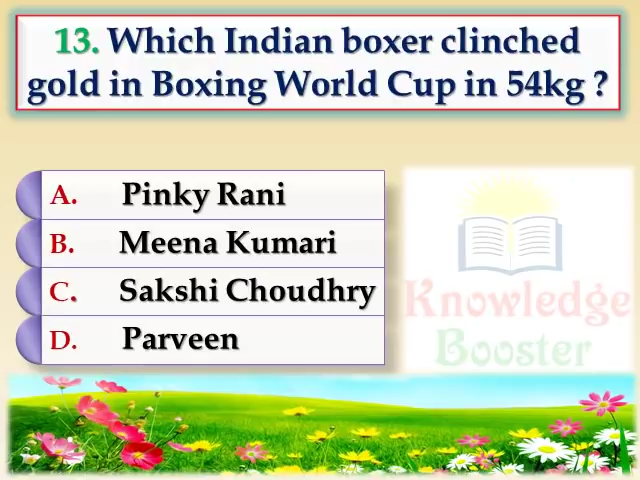 13. Which Indian boxer clinched
gold in Boxing World Cup in 54kg ?
A. Pinky Rani
B. Meena Kumari
C. Sakshi Choudhry
D. Parveen
Knowledge
Booster